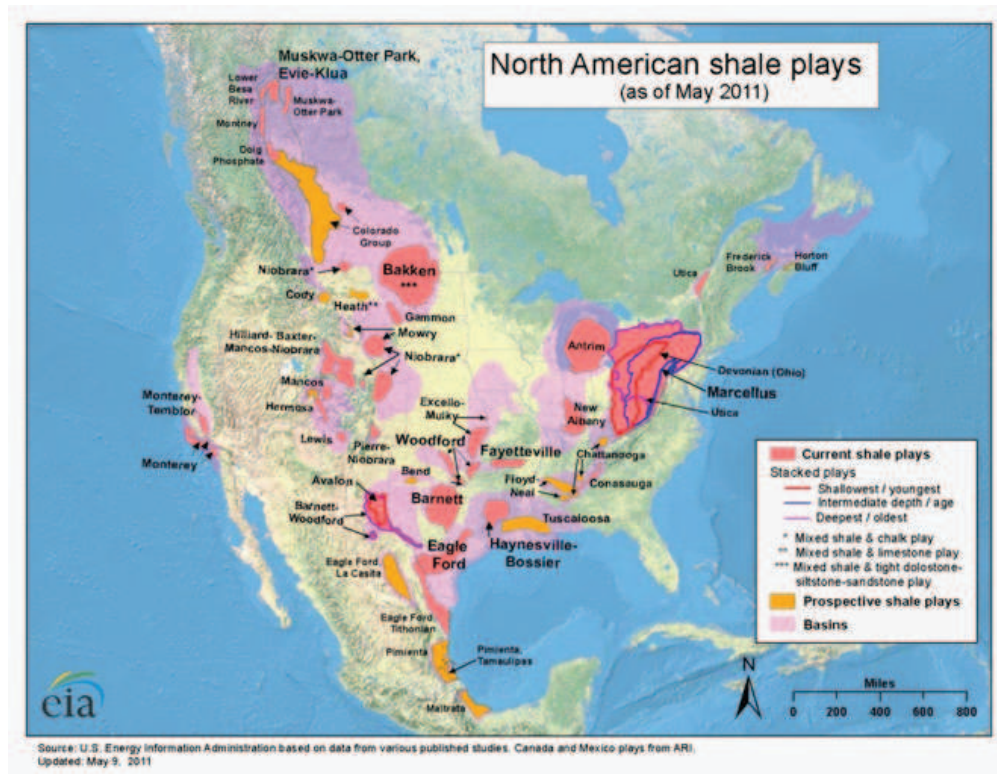 North American shale plays
(as of May 2011)
Muskwa-Otter Park,
Evie-Klua
Lower
Besa
River
Muskwa-
Otter Park
Montney
Doig
Phosphate
Colorado
Group
Niobrara*
Bakken
***
Cody
Heath**
Gammon
Mowry
Hilliard- Baxter-
Mancos-Niobrara
Niobrara*
Mancos
Hermosa
Monterey-
Temblor
Monterey
Lewis
Pierre-
Niobrara
Excello-
Mulky
Woodford
Fayetteville
Bend
Avalon
Barnett-
Woodford
Barnett
Eagle
Ford
Haynesville-
Bossier
Tuscaloosa
Floyd-
Neal
Chattanooga
Conasauga
New
Albany
Antrim
Devonian (Ohio)
Marcellus
Utica
Utica
Frederick
Brook
Horton
Bluff
Eagle Ford,
La Casita
Eagle Ford,
Tithonian
Pimienta
Pimienta,
Tamaulipas
Maltrata
Current shale plays
Stacked plays
Shallowest / youngest
Intermediate depth / age
Deepest / oldest
* Mixed shale & chalk play
** Mixed shale & limestone play
*** Mixed shale & tight dolostone-
siltstone-sandstone play
Prospective shale plays
Basins
N
Miles
0 200 400 600 800
eia
Source: U.S. Energy Information Administration based on data from various published studies. Canada and Mexico plays from ARI.
Updated: May 9, 2011